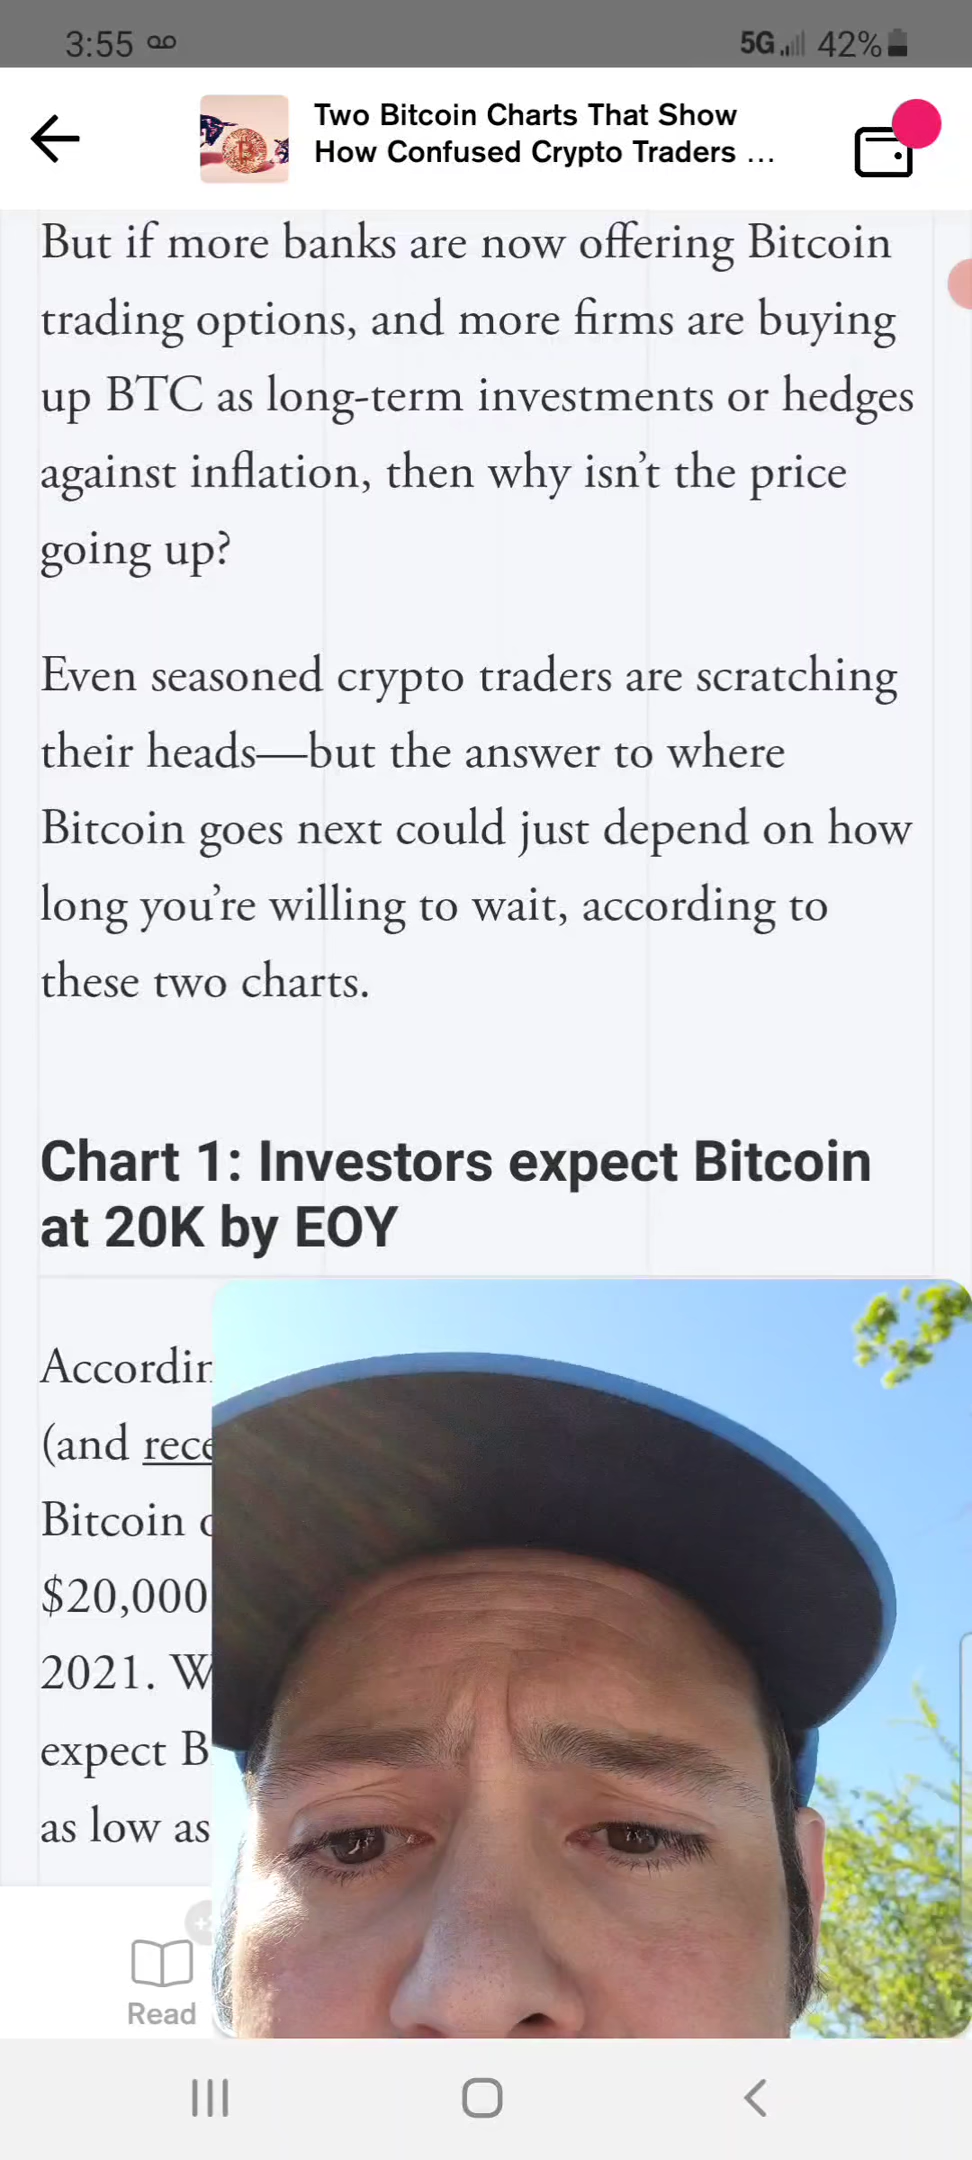 3:55
5G 42%
Two Bitcoin Charts That Show
How Confused Crypto Traders ...
But if more banks are now offering Bitcoin
trading options, and more firms are buying
up BTC as long-term investments or hedges
against inflation, then why isn't the price
going up?
Even seasoned crypto traders are scratching
their heads—but the answer to where
Bitcoin goes next could just depend on how
long you're willing to wait, according to
these two charts.
Chart 1: Investors expect Bitcoin
at 20K by EOY
(and
Bitcoin
$20,000
2021.
expect
as low as
Read